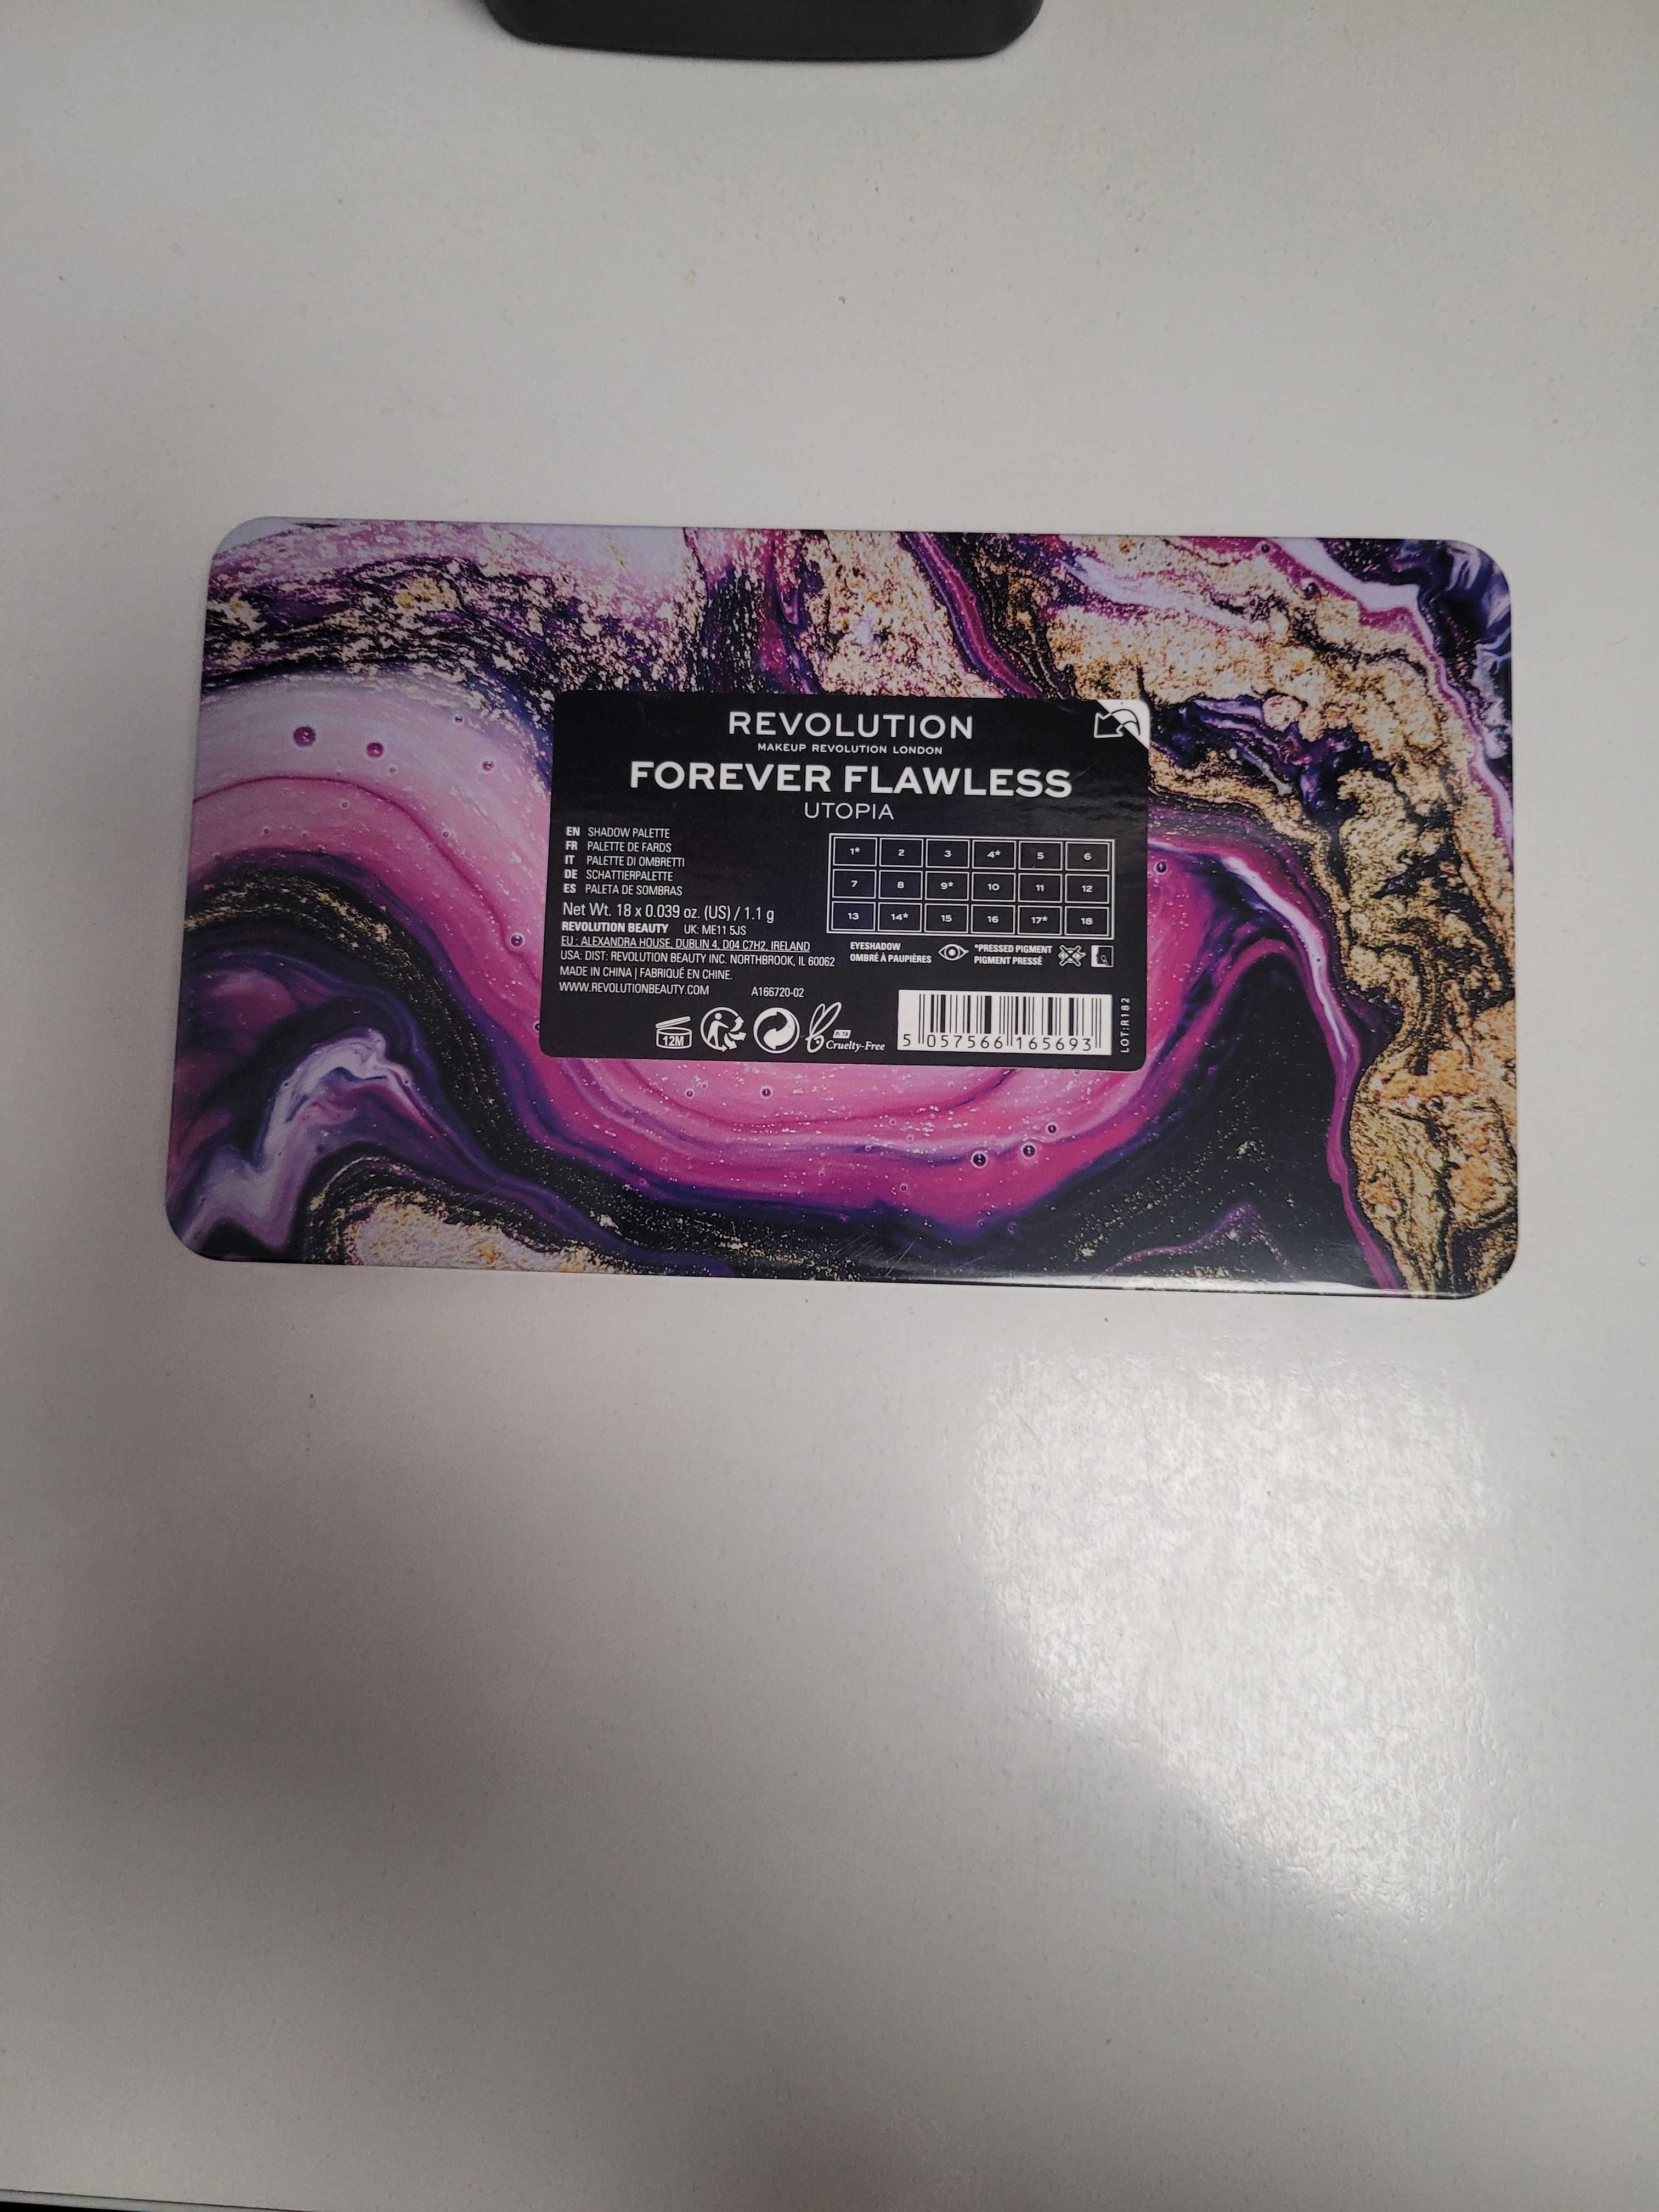 REVOLUTION
MAKEUP REVOLUTION LONDON
FOREVER FLAWLESS
UTOPIA
EN SHADOW PALETTE
FR PALETTE DE FARDS
IT PALETTE DI OMBRETTI
DE SCHATTIERPALETTE
ES PALETA DE SOMBRAS
Net Wt. 18 x 0.039 oz. (US) / 1.1 g
REVOLUTION BEAUTY UK: ME11 5JS
EU : ALEXANDRA HOUSE, DUBLIN 4, D04 C7H2, IRELAND
USA: DIST: REVOLUTION BEAUTY INC. NORTHBROOK, IL 60062
MADE IN CHINA | FABRIQUÉ EN CHINE.
WWW.REVOLUTIONBEAUTY.COM A166720-02
1* 2 3 4* 5 6
7 8 9* 10 11 12
13 14* 15 16 17* 18
EYESHADOW
OMBRE À PAUPIÈRES
*PRESSED PIGMENT
PIGMENT PRESSÉ
12M
PETA
Cruelty-Free
5 057566 165693
LOT:R182